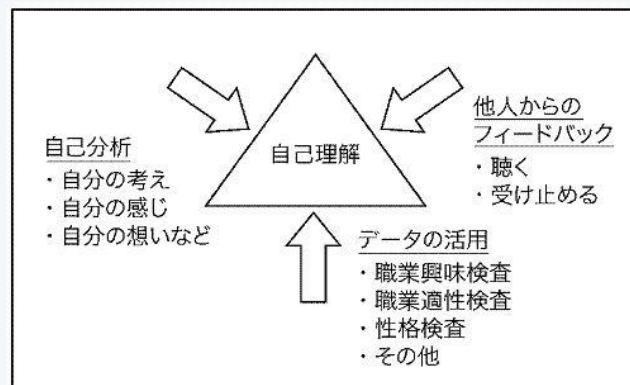 自己理解
自己分析
・自分の考え
・自分の感じ
・自分の想いなど
他人からの
フィードバック
・聴く
・受け止める
データの活用
・職業興味検査
・職業適性検査
・性格検査
・その他